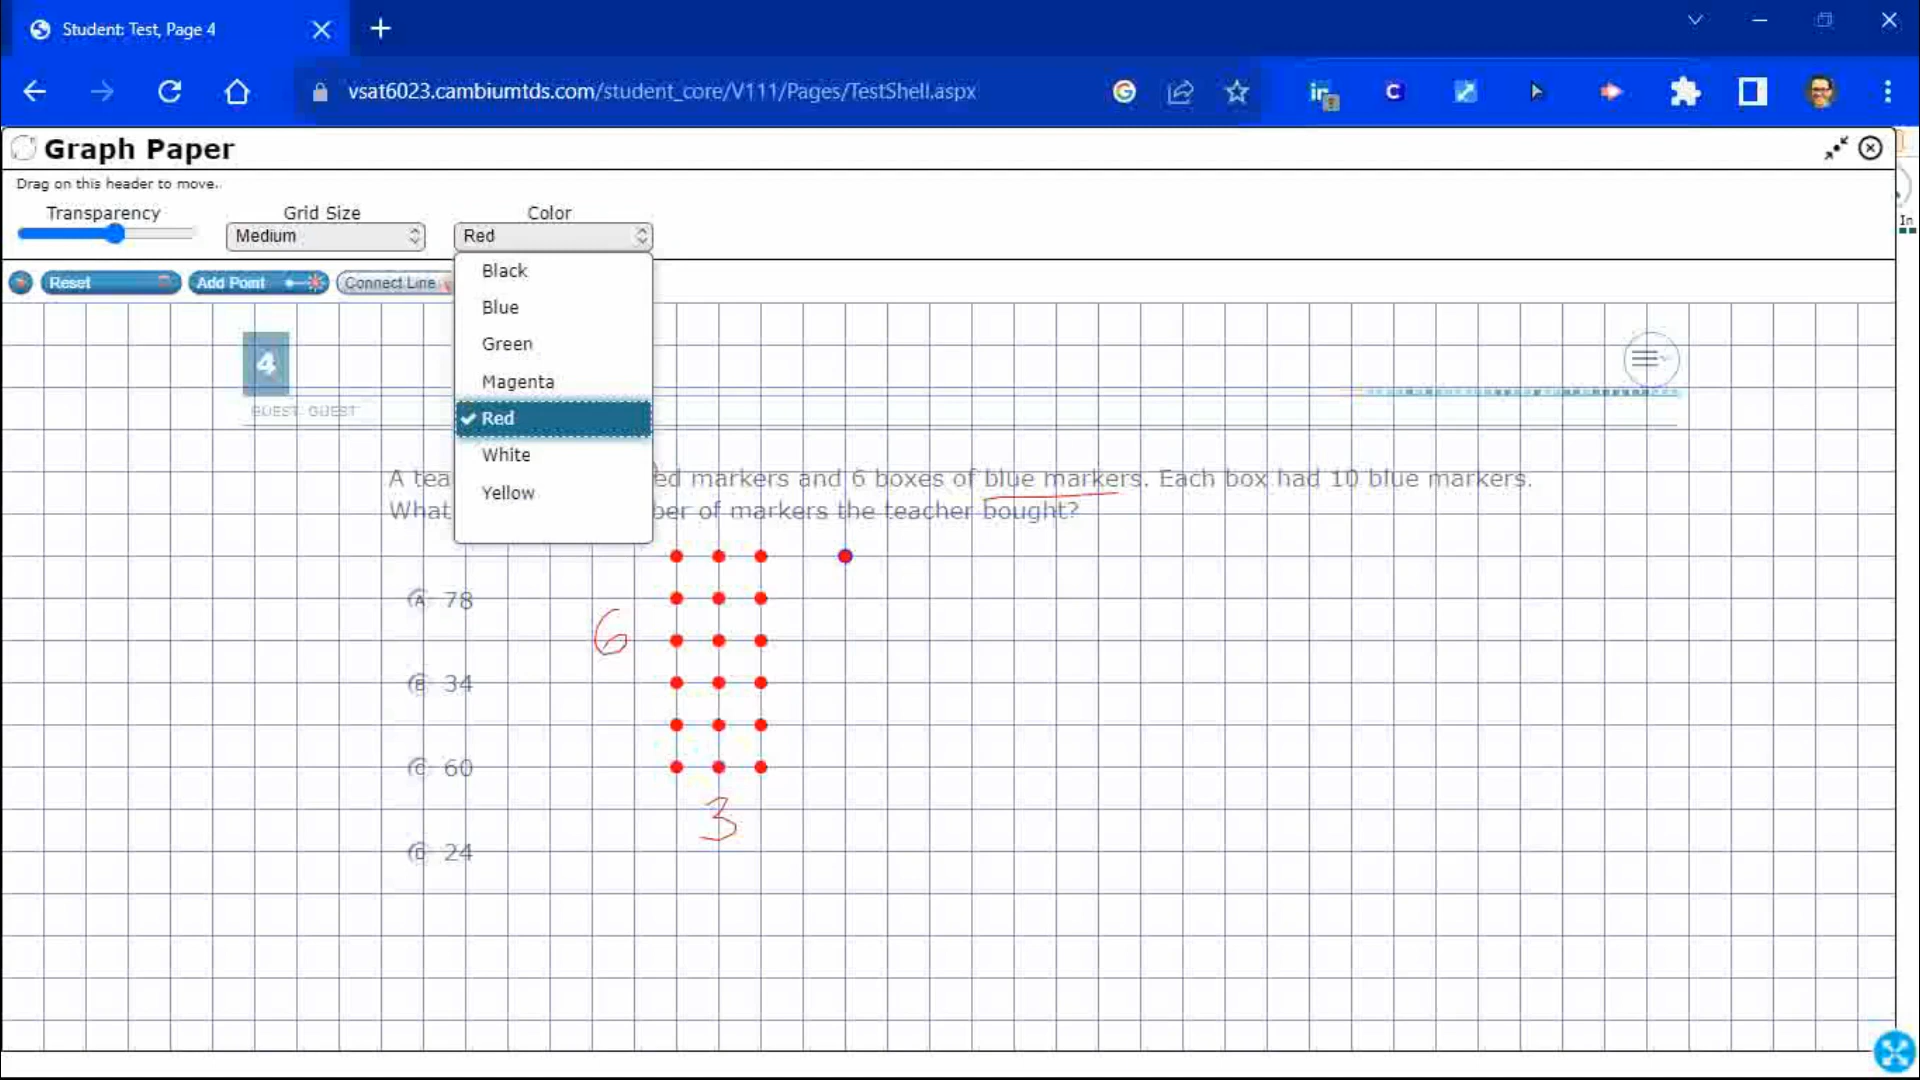 Student: Test, Page 4
vsat6023.cambiumtds.com/student_core/V111/Pages/TestShell.aspx
Graph Paper
Drag on this header to move.
Transparency
Grid Size
Color
Medium
Red
Reset
Add Point
Connect Line
Black
Blue
Green
Magenta
Red
White
Yellow
In
4
GUEST, GUEST
A tea ed markers and 6 boxes of blue markers. Each box had 10 blue markers.
What ber of markers the teacher bought?
A 78
B 34
C 60
D 24
6
3